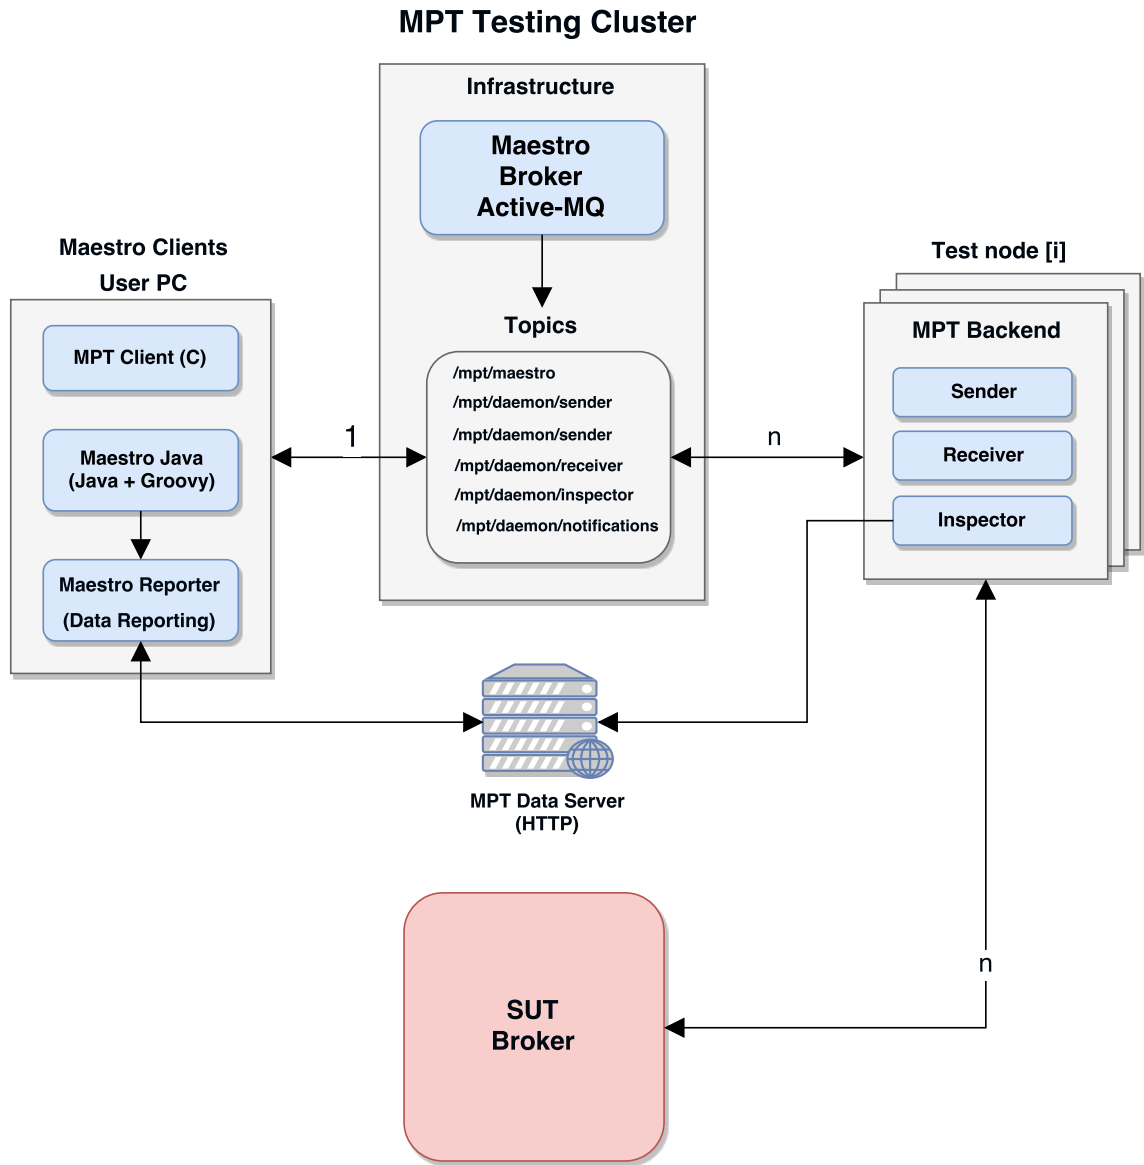 MPT Testing Cluster
Infrastructure
Maestro
Broker
Active-MQ
Topics
/mpt/maestro
/mpt/daemon/sender
/mpt/daemon/sender
/mpt/daemon/receiver
/mpt/daemon/inspector
/mpt/daemon/notifications
Maestro Clients
User PC
MPT Client (C)
Maestro Java
(Java + Groovy)
Maestro Reporter
(Data Reporting)
1
n
Test node [i]
MPT Backend
Sender
Receiver
Inspector
MPT Data Server
(HTTP)
n
SUT
Broker